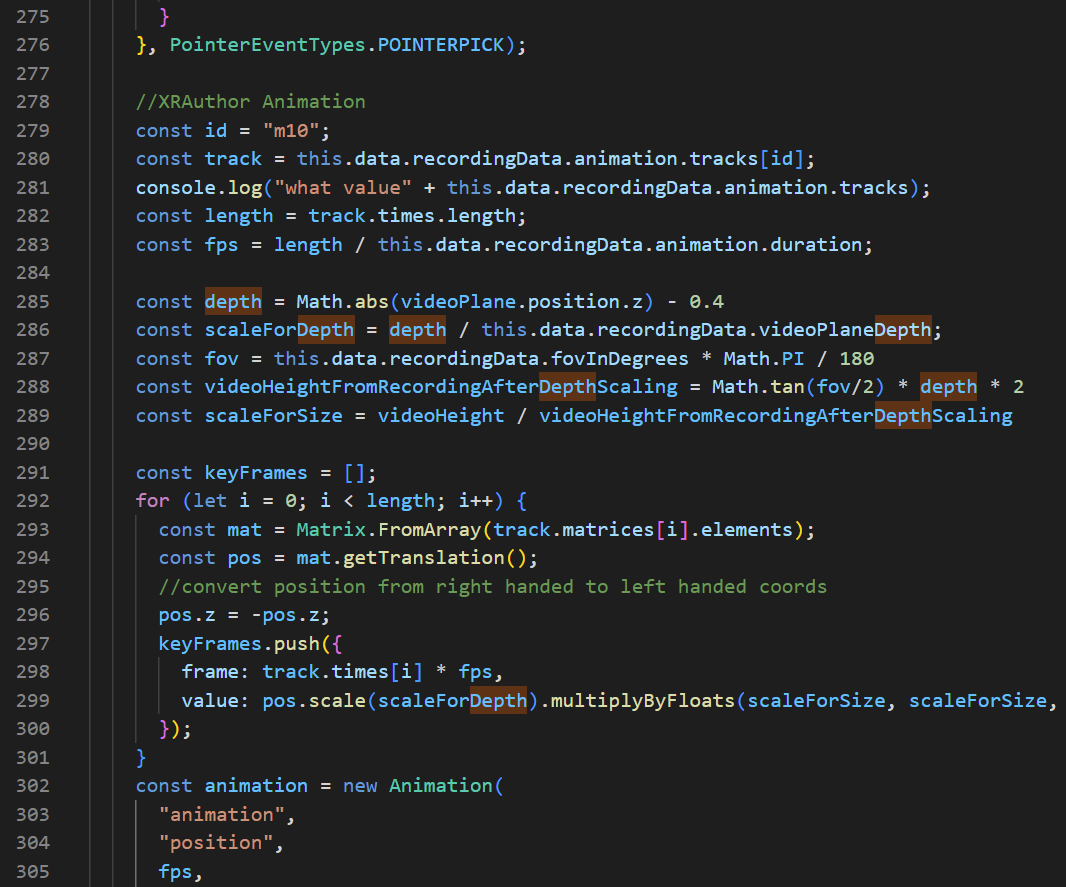 275 }
276 }, PointerEventTypes.POINTERPICK);
277
278 //XRAuthor Animation
279 const id = "m10";
280 const track = this.data.recordingData.animation.tracks[id];
281 console.log("what value" + this.data.recordingData.animation.tracks);
282 const length = track.times.length;
283 const fps = length / this.data.recordingData.animation.duration;
284
285 const depth = Math.abs(videoPlane.position.z) - 0.4
286 const scaleForDepth = depth / this.data.recordingData.videoPlaneDepth;
287 const fov = this.data.recordingData.fovInDegrees * Math.PI / 180
288 const videoHeightFromRecordingAfterDepthScaling = Math.tan(fov/2) * depth * 2
289 const scaleForSize = videoHeight / videoHeightFromRecordingAfterDepthScaling
290
291 const keyFrames = [];
292 for (let i = 0; i < length; i++) {
293 const mat = Matrix.FromArray(track.matrices[i].elements);
294 const pos = mat.getTranslation();
295 //convert position from right handed to left handed coords
296 pos.z = -pos.z;
297 keyFrames.push({
298 frame: track.times[i] * fps,
299 value: pos.scale(scaleForDepth).multiplyByFloats(scaleForSize, scaleForSize,
300 });
301 }
302 const animation = new Animation(
303 "animation",
304 "position",
305 fps,